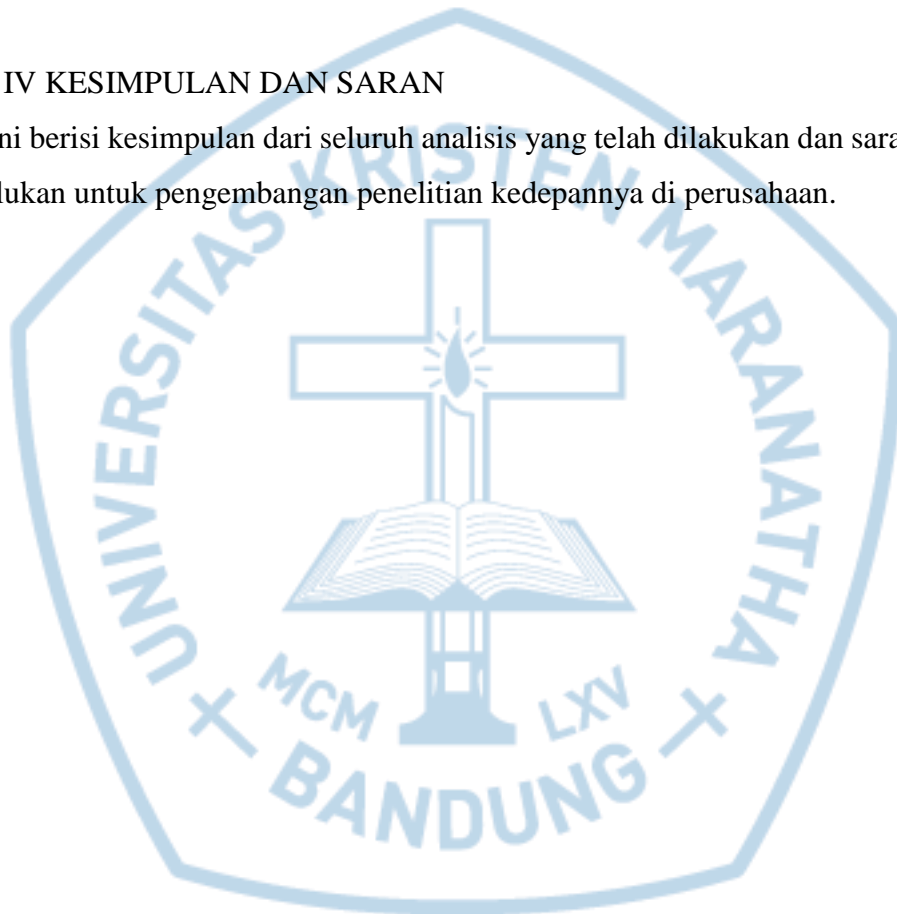 IV KESIMPULAN DAN SARAN
ni berisi kesimpulan dari seluruh analisis yang telah dilakukan dan sara
lukan untuk pengembangan penelitian kedepannya di perusahaan.
UNIVERSITAS KRISTEN MARANATHA
MCM LXV
+ BANDUNG +